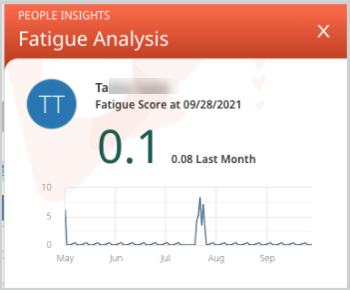 PEOPLE INSIGHTS
Fatigue Analysis
X
TT
Ta
Fatigue Score at 09/28/2021
0.1 0.08 Last Month
10
5
0
May Jun Jul Aug Sep